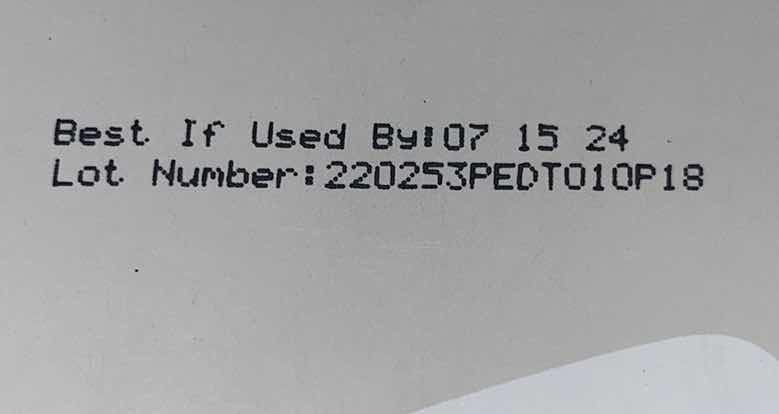 Best If Used By:07 15 24
Lot Number:220253PEDT010P18